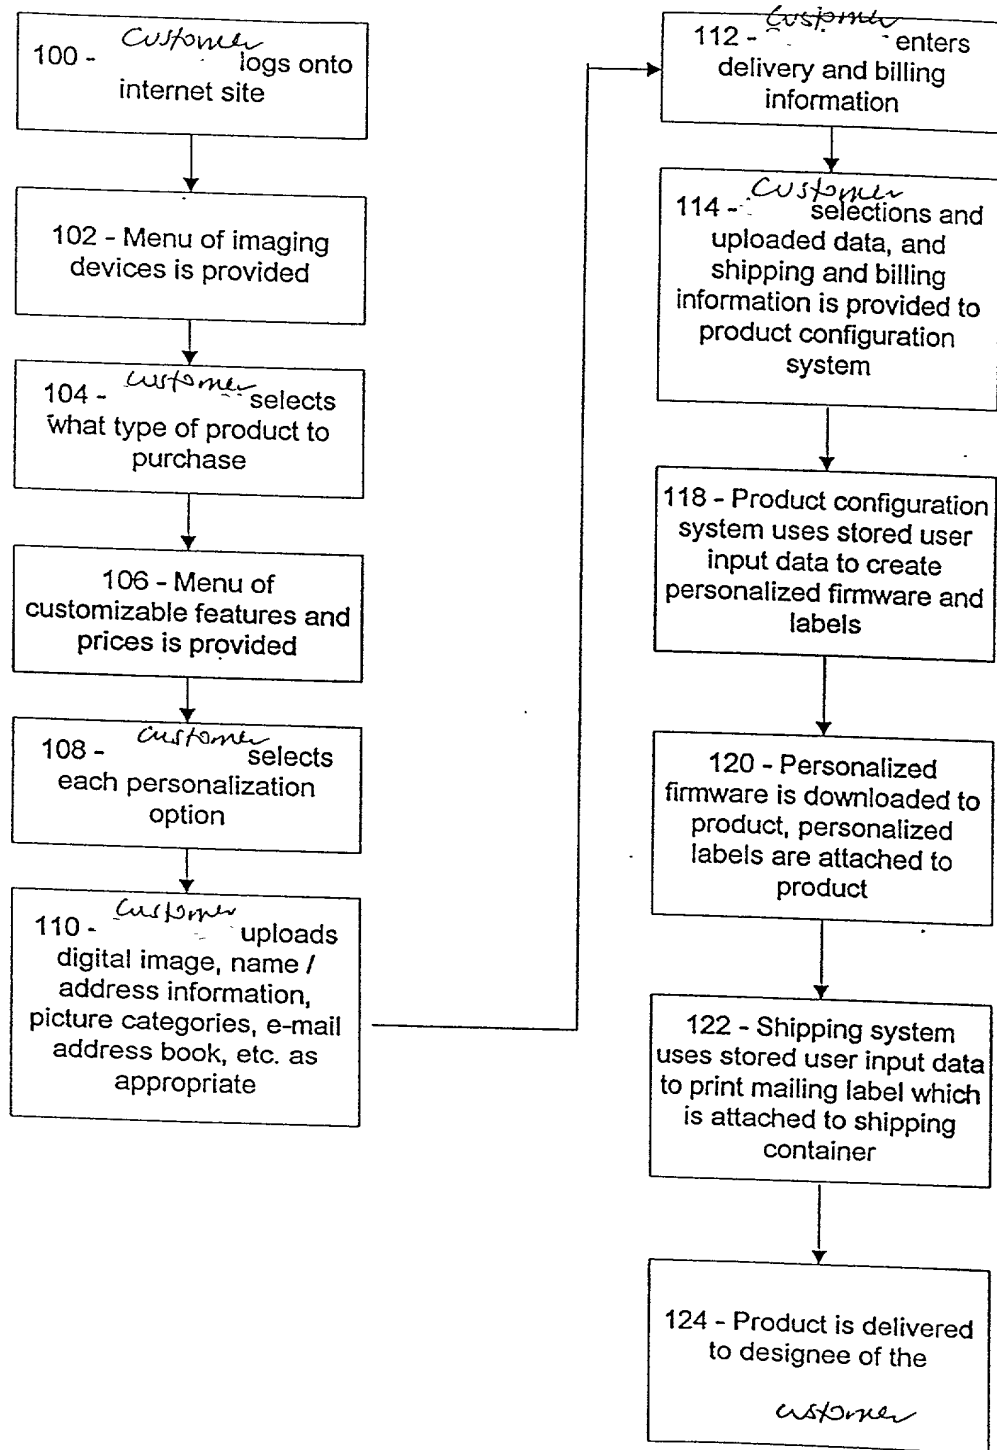 100 - Customer logs onto
internet site
102 - Menu of imaging
devices is provided
104 - customer selects
what type of product to
purchase
106 - Menu of
customizable features and
prices is provided
108 - customer selects
each personalization
option
110 - Customer uploads
digital image, name /
address information,
picture categories, e-mail
address book, etc. as
appropriate
112 - Customer enters
delivery and billing
information
114 - Customer selections and
uploaded data, and
shipping and billing
information is provided to
product configuration
system
118 - Product configuration
system uses stored user
input data to create
personalized firmware and
labels
120 - Personalized
firmware is downloaded to
product, personalized
labels are attached to
product
122 - Shipping system
uses stored user input data
to print mailing label which
is attached to shipping
container
124 - Product is delivered
to designee of the
customer